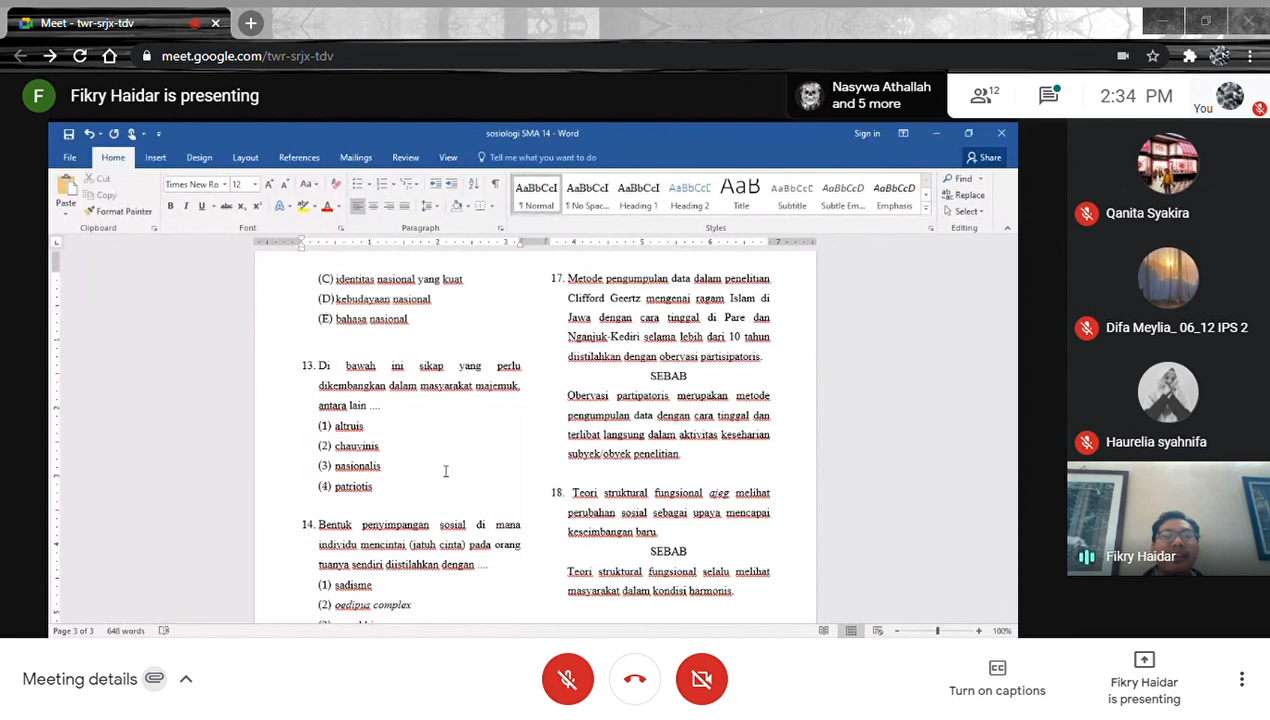 Meet - twr-srjx-tdv
meet.google.com/twr-srjx-tdv
F
Fikry Haidar is presenting
Nasywa Athallah
and 5 more
12
2:34 PM
You
sosiologi SMA 14 - Word
Sign in
File Home Insert Design Layout References Mailings Review View Tell me what you want to do
Share
Paste
Cut
Copy
Format Painter
Clipboard
Times New Ro 12
Font
Paragraph
AaBbCcI
¶ Normal
AaBbCcI
¶ No Spac...
AaBbCcI
Heading 1
AaBbCcI
Heading 2
AaB
Title
AaBbCcD
Subtitle
AaBbCcD
Subtle Em...
AaBbCcD
Emphasis
Styles
Find
Replace
Select
Editing
1 2 3 4 5 6 7
(C) identitas nasional yang kuat
(D) kebudayaan nasional
(E) bahasa nasional
13. Di bawah ini sikap yang perlu
dikembangkan dalam masyarakat majemuk,
antara lain ....
(1) altruis
(2) chauvinis
(3) nasionalis
(4) patriotis
14. Bentuk penyimpangan sosial di mana
individu mencintai (jatuh cinta) pada orang
tuanya sendiri diistilahkan dengan ....
(1) sadisme
(2) oedipus complex
17. Metode pengumpulan data dalam penelitian
Clifford Geertz mengenai ragam Islam di
Jawa dengan cara tinggal di Pare dan
Nganjuk-Kediri selama lebih dari 10 tahun
diistilahkan dengan obervasi partisipatoris.
SEBAB
Obervasi partipatoris merupakan metode
pengumpulan data dengan cara tinggal dan
terlibat langsung dalam aktivitas keseharian
subyek/obyek penelitian.
18. Teori struktural fungsional ajeg melihat
perubahan sosial sebagai upaya mencapai
keseimbangan baru.
SEBAB
Teori struktural fungsional selalu melihat
masyarakat dalam kondisi harmonis.
Page 3 of 3 648 words
100%
Qanita Syakira
Difa Meylia_ 06_12 IPS 2
Haurelia syahnifa
Fikry Haidar
Meeting details
Turn on captions
Fikry Haidar
is presenting